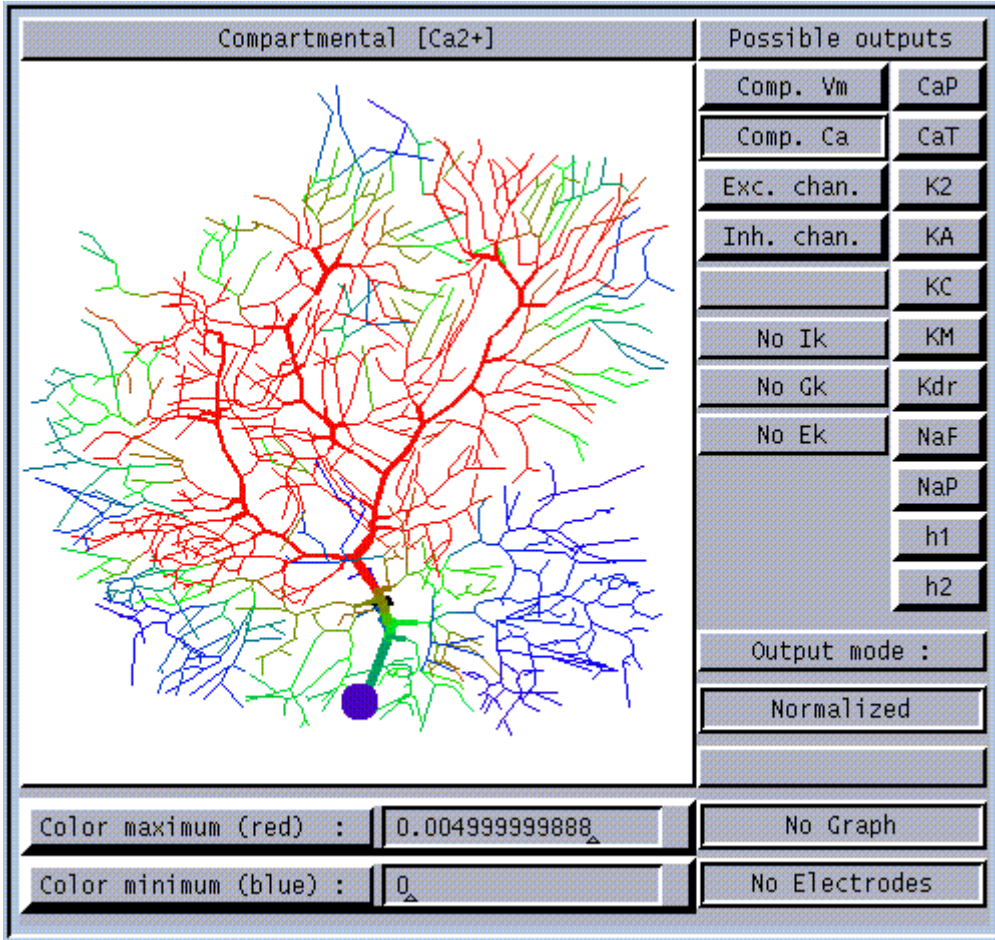 Compartmental [Ca2+]
Possible outputs
Comp. Vm
CaP
Comp. Ca
CaT
Exc. chan.
K2
Inh. chan.
KA
KC
No Ik
KM
No Gk
Kdr
No Ek
NaF
NaP
h1
h2
Output mode :
Normalized
Color maximum (red) : 0.004999999888
No Graph
Color minimum (blue) : 0
No Electrodes